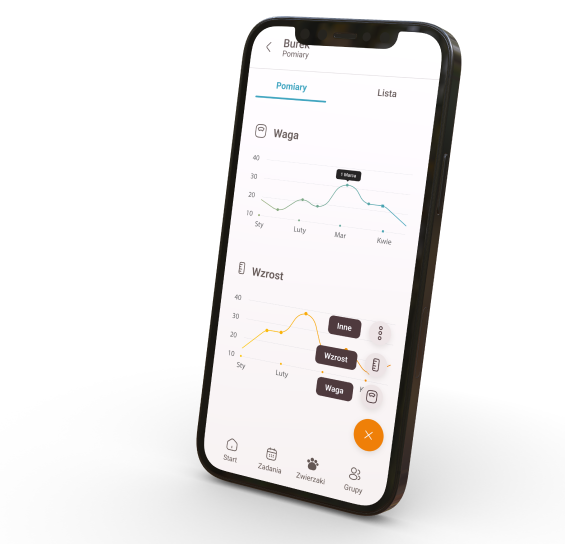 Burek
Pomiary
Pomiary
Lista
Waga
40
30
20
10
1 Marca
Sty
Luty
Mar
Kwie
Wzrost
40
30
20
10
Sty
Luty
Inne
Wzrost
Waga
Start
Zadania
Zwierzaki
Grupy